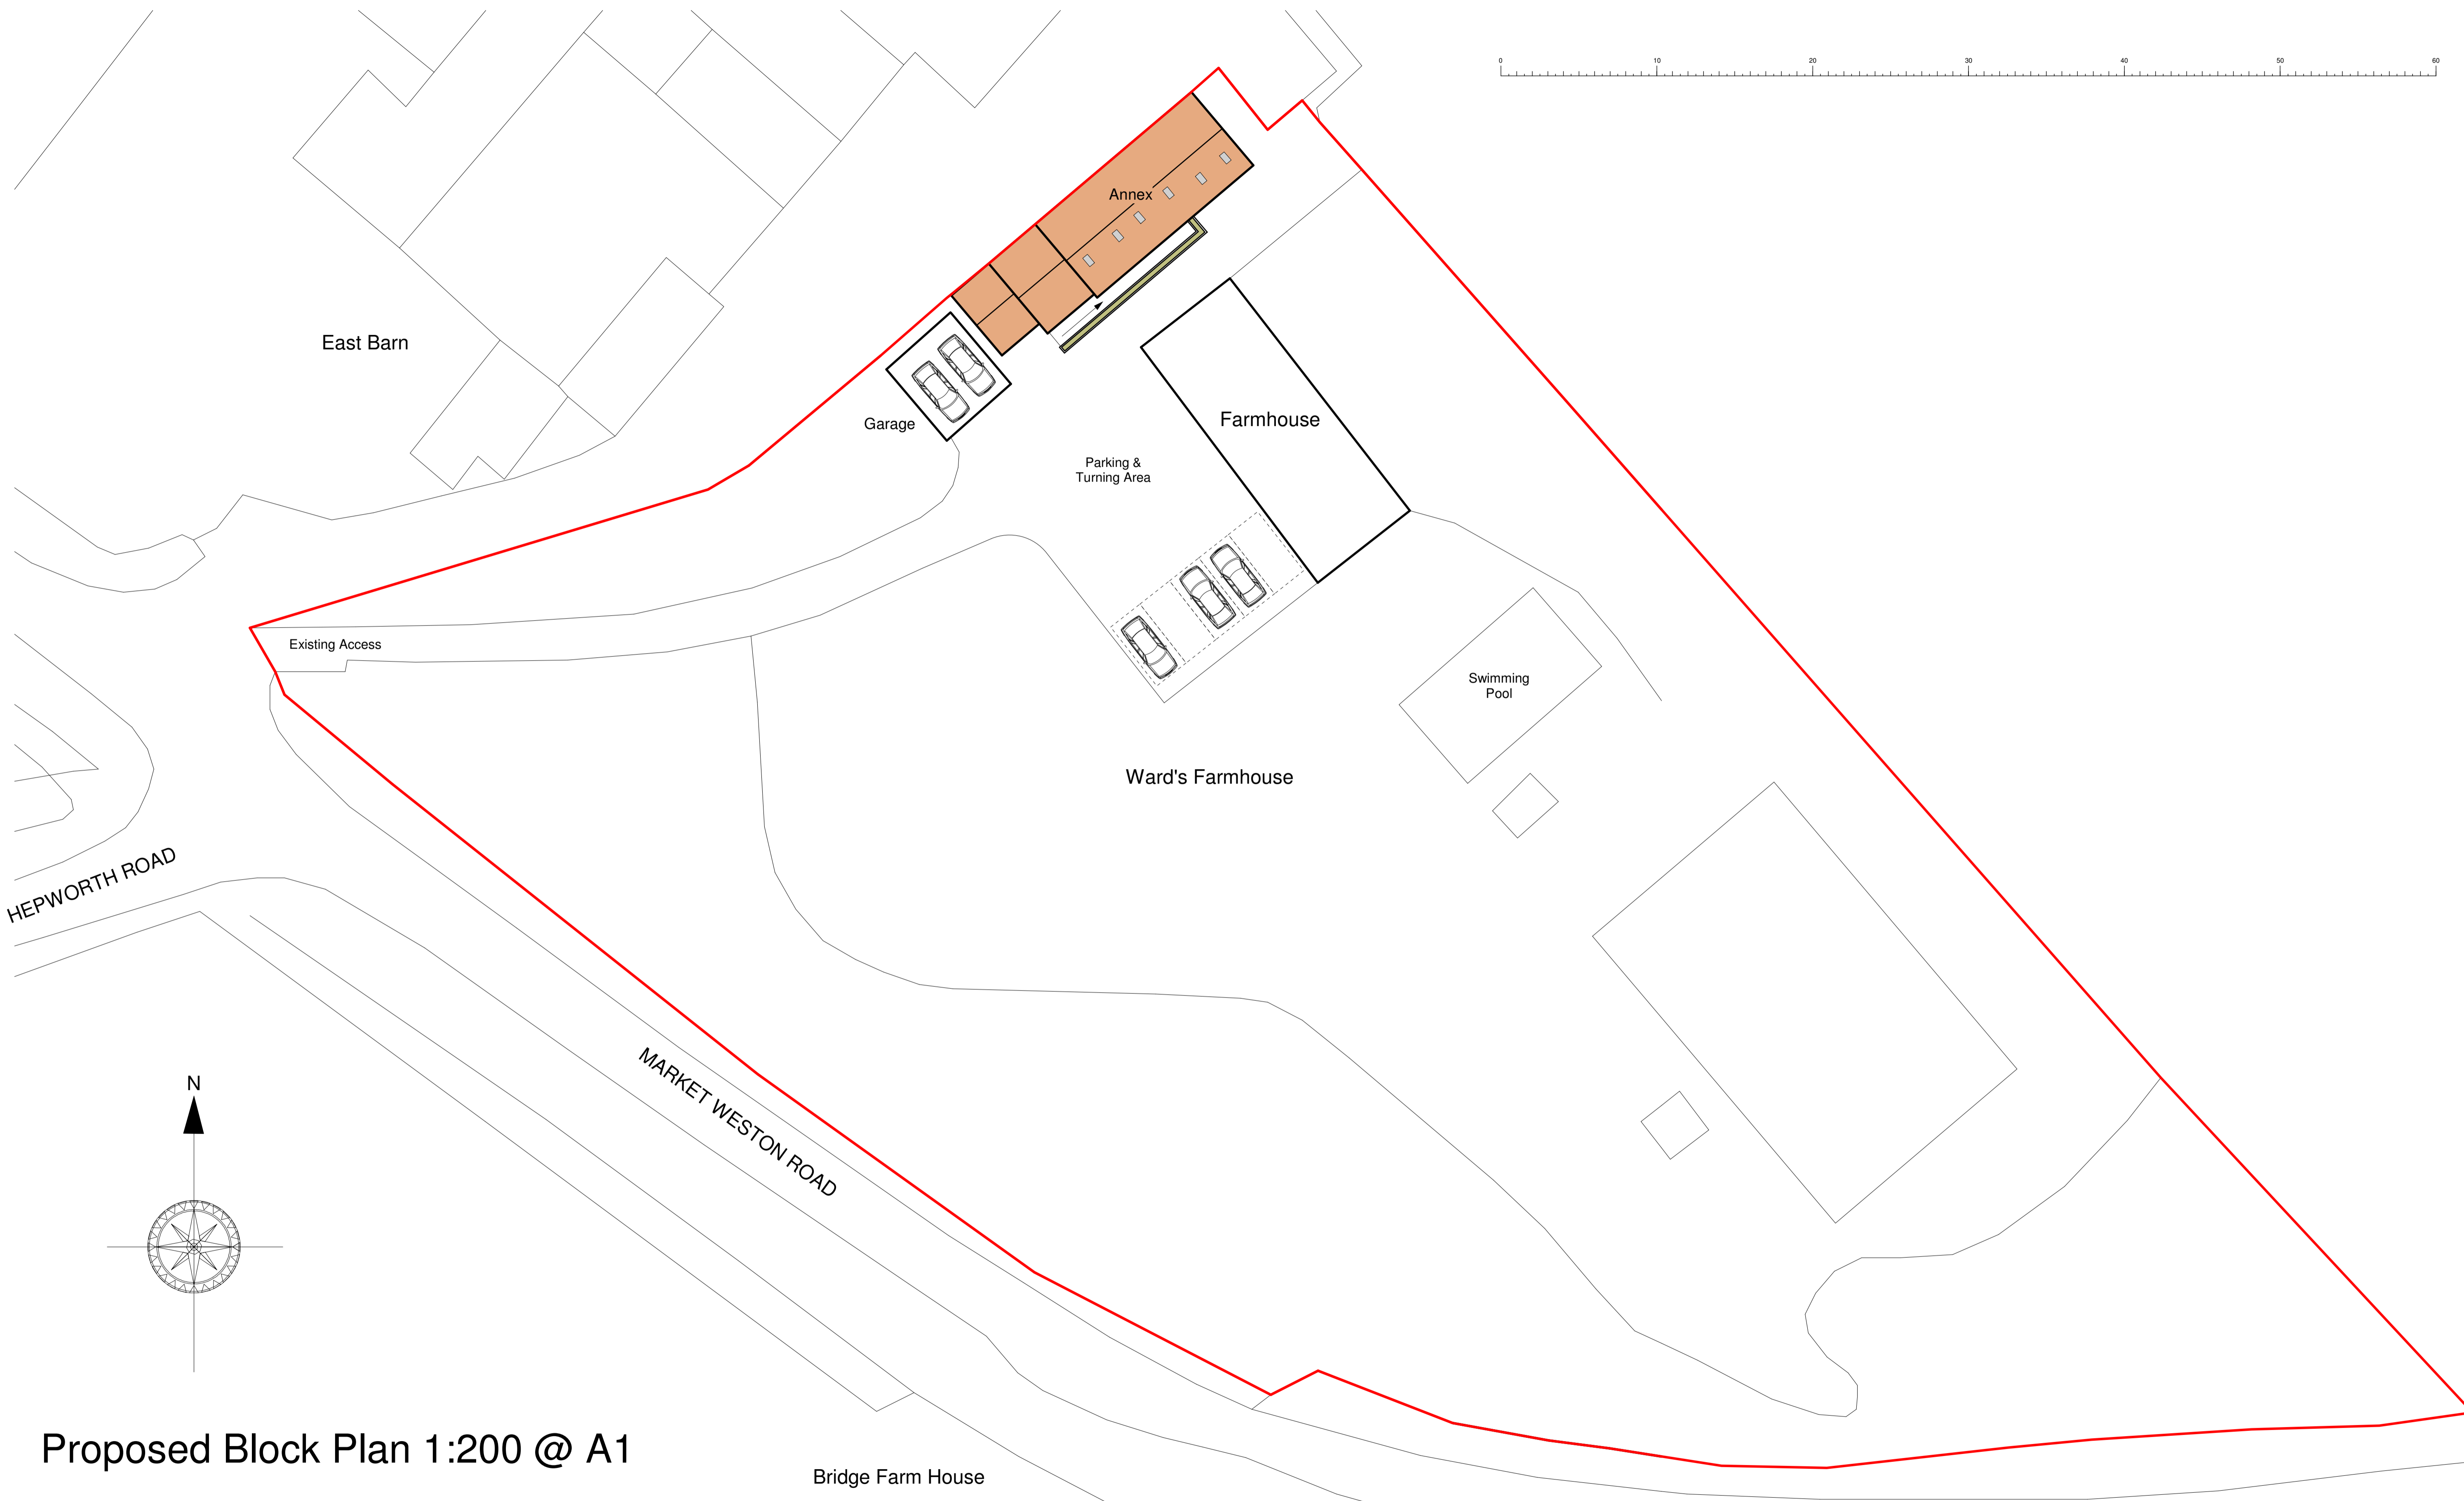 0 10 20 30 40 50 60
Annex
East Barn
Garage
Farmhouse
Parking &
Turning Area
Existing Access
Swimming
Pool
Ward's Farmhouse
HEPWORTH ROAD
MARKET WESTON ROAD
N
Proposed Block Plan 1:200 @ A1
Bridge Farm House